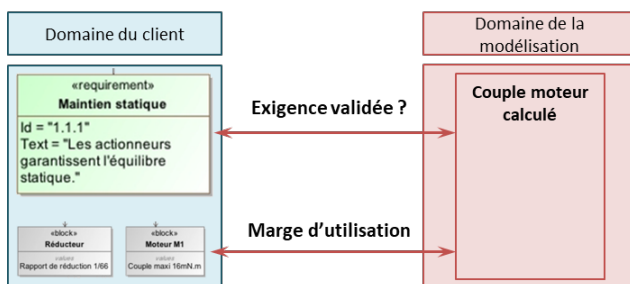 Domaine du client
Domaine de la
modélisation
«requirement»
Maintien statique
Id = "1.1.1"
Text = "Les actionneurs
garantissent l'équilibre
statique."
Exigence validée ?
Couple moteur
calculé
Marge d'utilisation
«block»
Réducteur
values
Rapport de réduction 1/66
«block»
Moteur M1
values
Couple maxi 16mN.m